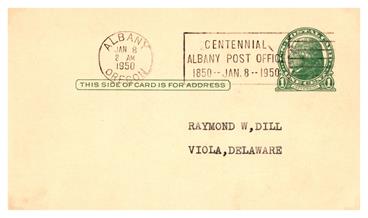 ALBANY
JAN 8
2 AM
1950
OREGON
CENTENNIAL
ALBANY POST OFFICE
1850--JAN. 8--1950
THIS SIDE OF CARD IS FOR ADDRESS
RAYMOND W, DILL
VIOLA, DELAWARE